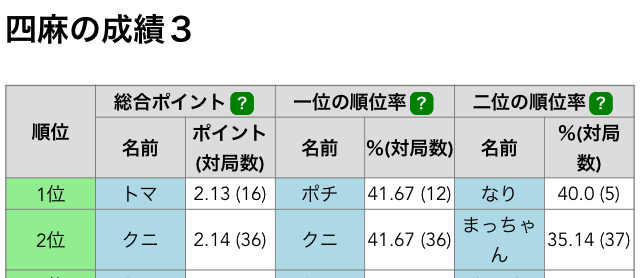 四麻の成績３
順位 総合ポイント ? 一位の順位率 ? 二位の順位率 ?
名前 ポイント(対局数) 名前 %(対局数) 名前 %(対局数)
1位 トマ 2.13 (16) ポチ 41.67 (12) なり 40.0 (5)
2位 クニ 2.14 (36) クニ 41.67 (36) まっちゃん 35.14 (37)